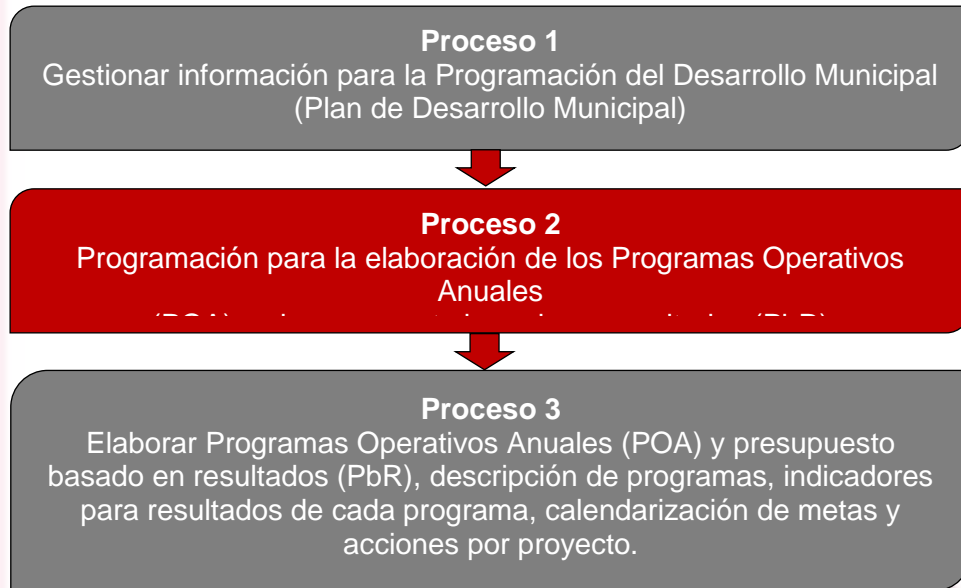 Proceso 1
Gestionar información para la Programación del Desarrollo Municipal
(Plan de Desarrollo Municipal)
Proceso 2
Programación para la elaboración de los Programas Operativos
Anuales
Proceso 3
Elaborar Programas Operativos Anuales (POA) y presupuesto
basado en resultados (PbR), descripción de programas, indicadores
para resultados de cada programa, calendarización de metas y
acciones por proyecto.